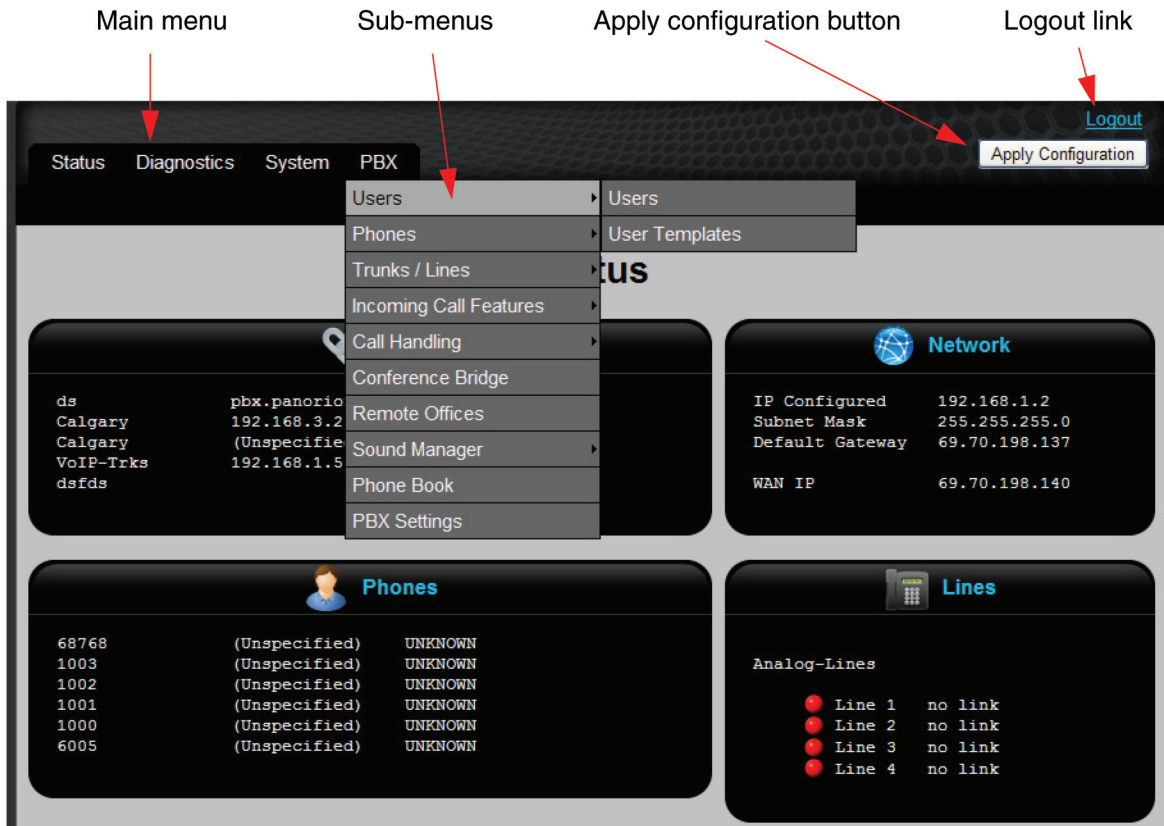 Main menu Sub-menus Apply configuration button Logout link
Logout
Status Diagnostics System PBX Apply Configuration
Users Users
Phones User Templates
Trunks / Lines
Incoming Call Features
Call Handling
Conference Bridge
Remote Offices
Sound Manager
Phone Book
PBX Settings
ds
Calgary 192.168.3.2
Calgary
VoIP-Trks 192.168.1.5
dsfds
Network
IP Configured 192.168.1.2
Subnet Mask 255.255.255.0
Default Gateway 69.70.198.137
WAN IP 69.70.198.140
Phones
68768 (Unspecified) UNKNOWN
1003 (Unspecified) UNKNOWN
1002 (Unspecified) UNKNOWN
1001 (Unspecified) UNKNOWN
1000 (Unspecified) UNKNOWN
6005 (Unspecified) UNKNOWN
Lines
Analog-Lines
Line 1 no link
Line 2 no link
Line 3 no link
Line 4 no link